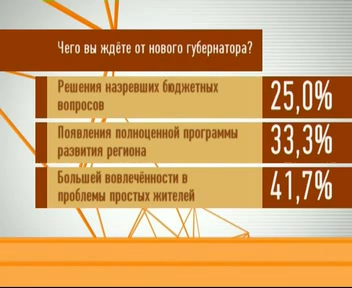 Чего вы ждёте от нового губернатора?
Решения назревших бюджетных
вопросов
25,0%
Появления полноценной программы
развития региона
33,3%
Большей вовлечённости в
проблемы простых жителей
41,7%